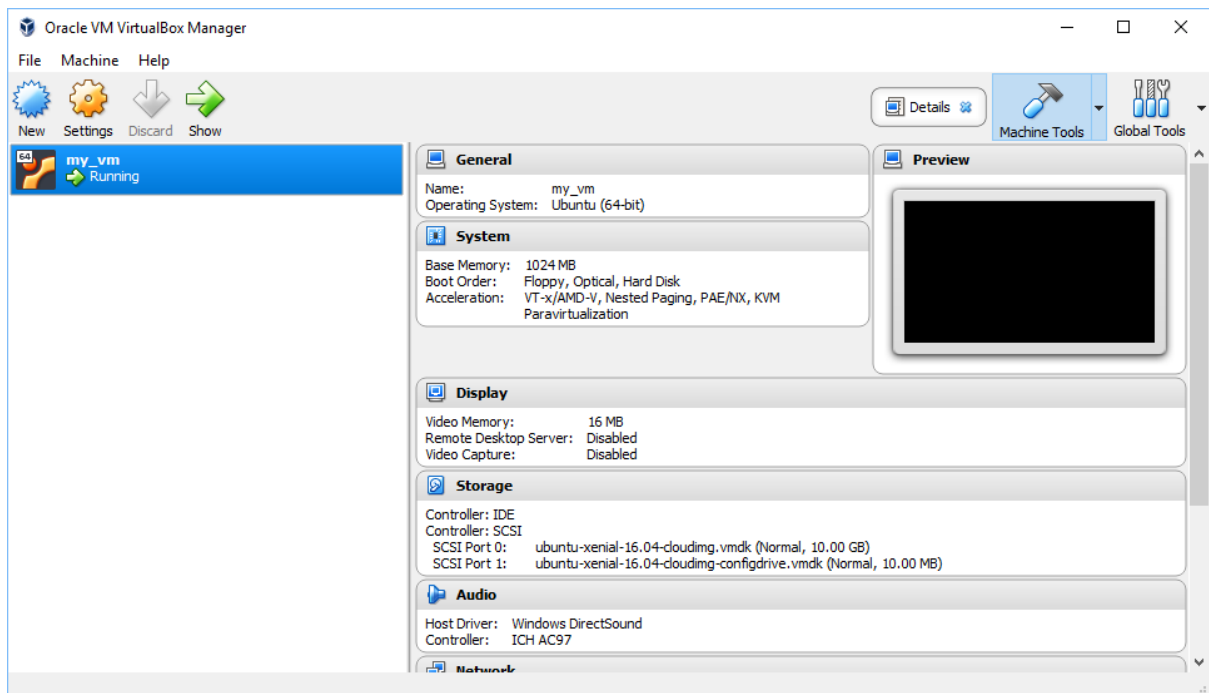 Oracle VM VirtualBox Manager
File Machine Help
New Settings Discard Show
Details
Machine Tools
Global Tools
64
my_vm
Running
General
Name: my_vm
Operating System: Ubuntu (64-bit)
Preview
System
Base Memory: 1024 MB
Boot Order: Floppy, Optical, Hard Disk
Acceleration: VT-x/AMD-V, Nested Paging, PAE/NX, KVM
Paravirtualization
Display
Video Memory: 16 MB
Remote Desktop Server: Disabled
Video Capture: Disabled
Storage
Controller: IDE
Controller: SCSI
SCSI Port 0: ubuntu-xenial-16.04-cloudimg.vmdk (Normal, 10.00 GB)
SCSI Port 1: ubuntu-xenial-16.04-cloudimg-configdrive.vmdk (Normal, 10.00 MB)
Audio
Host Driver: Windows DirectSound
Controller: ICH AC97
Network